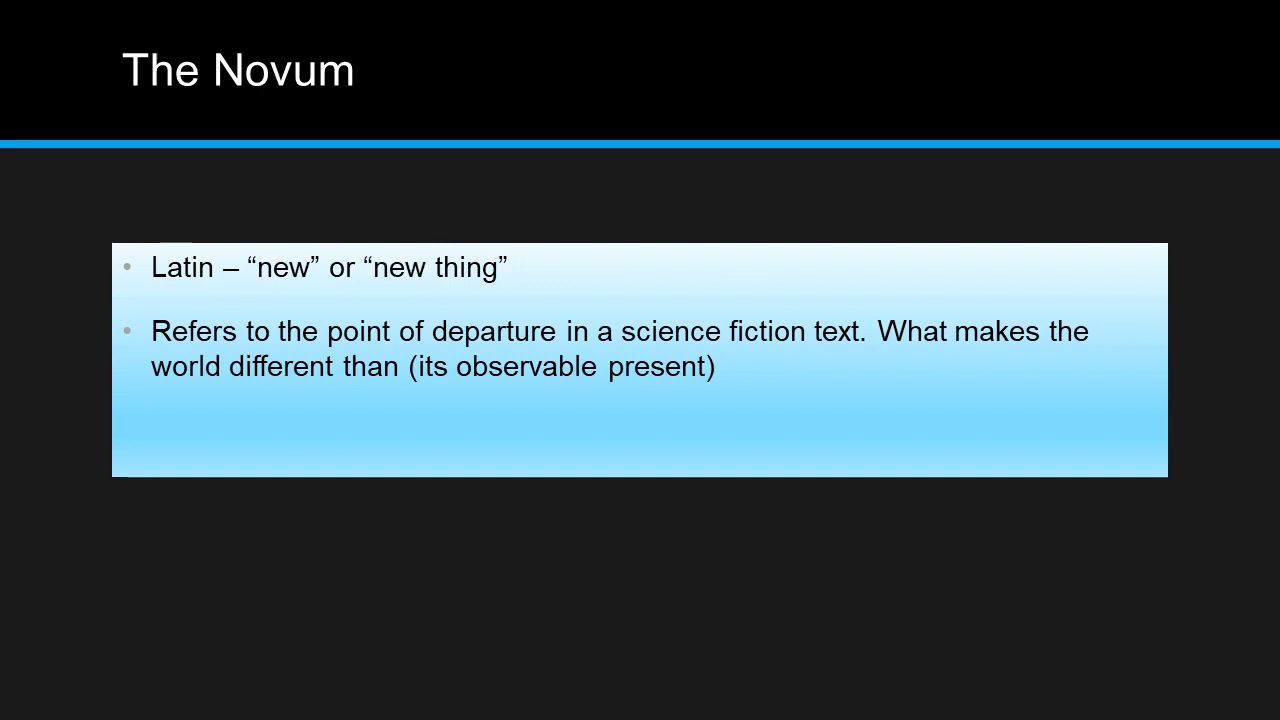 The Novum
• Latin – “new” or “new thing”
• Refers to the point of departure in a science fiction text. What makes the
world different than (its observable present)